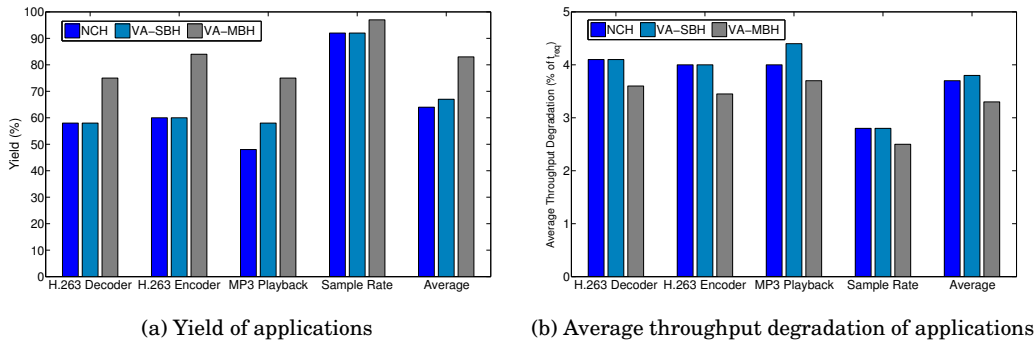 NCH VA-SBH VA-MBH
Yield (%)
100
90
80
70
60
50
40
30
20
10
0
H.263 Decoder H.263 Encoder MP3 Playback Sample Rate Average
(a) Yield of applications
NCH VA-SBH VA-MBH
Average Throughput Degradation (% of t_req)
5
4
3
2
1
0
H.263 Decoder H.263 Encoder MP3 Playback Sample Rate Average
(b) Average throughput degradation of applications